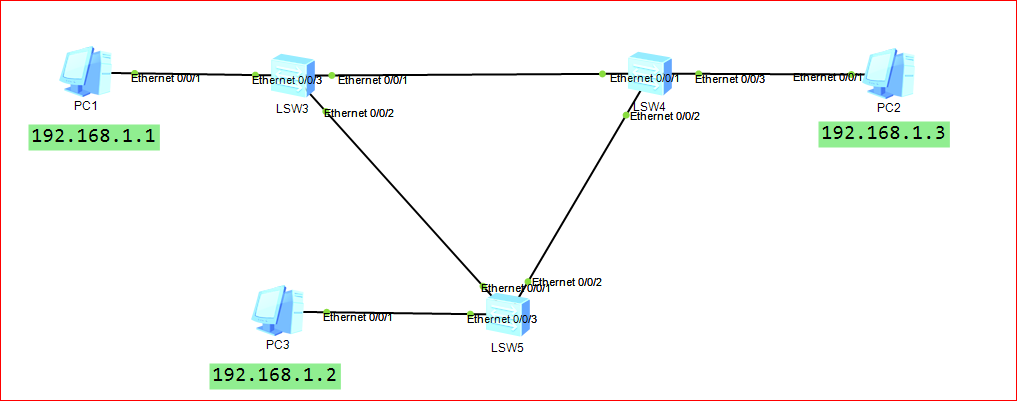 Ethernet 0/0/1
Ethernet 0/0/3
Ethernet 0/0/1
Ethernet 0/0/1
Ethernet 0/0/3
Ethernet 0/0/1
PC1
LSW3
LSW4
PC2
Ethernet 0/0/2
Ethernet 0/0/2
192.168.1.1
192.168.1.3
Ethernet 0/0/1
Ethernet 0/0/2
Ethernet 0/0/1
Ethernet 0/0/3
PC3
LSW5
192.168.1.2